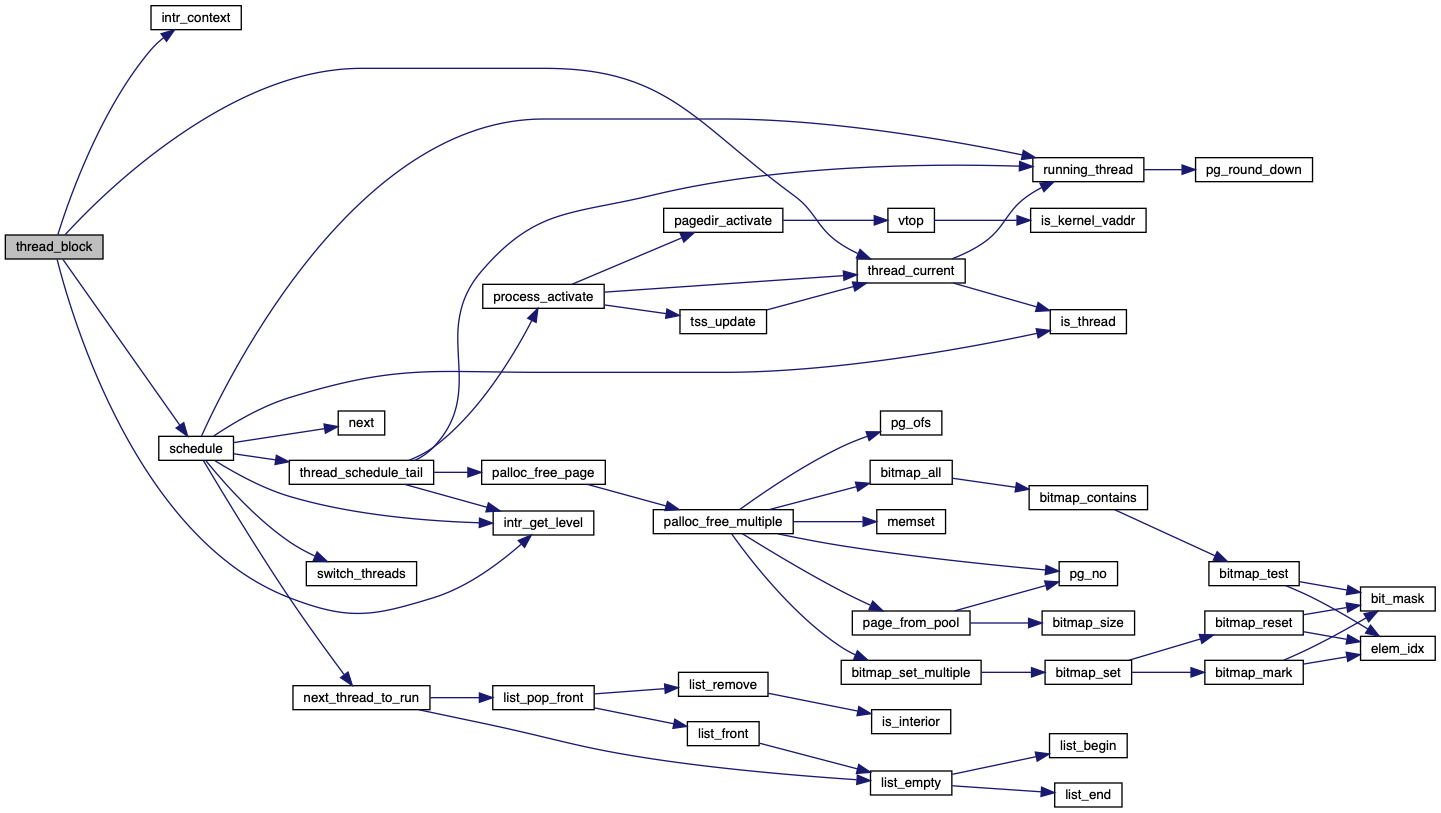 intr_context
running_thread
pg_round_down
pagedir_activate
vtop
is_kernel_vaddr
thread_block
thread_current
process_activate
tss_update
is_thread
next
pg_ofs
schedule
thread_schedule_tail
palloc_free_page
bitmap_all
bitmap_contains
intr_get_level
palloc_free_multiple
memset
switch_threads
pg_no
bitmap_test
bit_mask
page_from_pool
bitmap_size
bitmap_reset
elem_idx
bitmap_set_multiple
bitmap_set
bitmap_mark
next_thread_to_run
list_pop_front
list_remove
is_interior
list_front
list_begin
list_empty
list_end